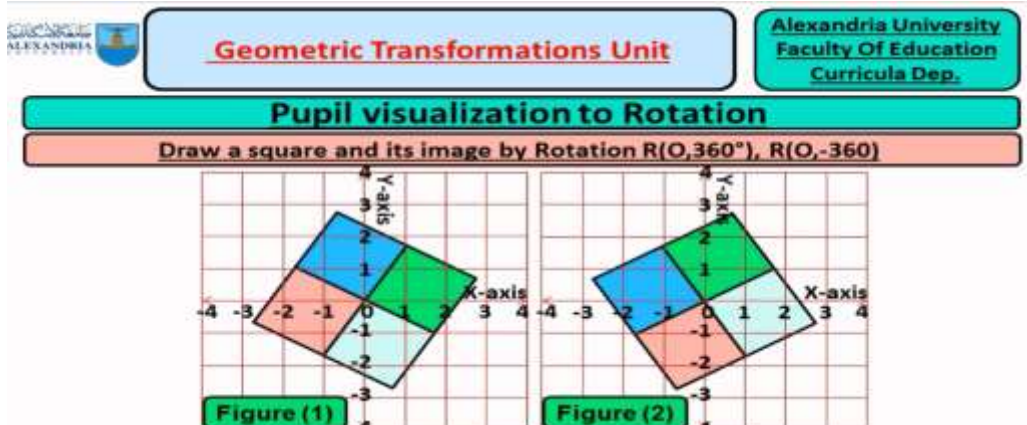 ALEXANDRIA
Geometric Transformations Unit
Alexandria University
Faculty Of Education
Curricula Dep.
Pupil visualization to Rotation
Draw a square and its image by Rotation R(O,360°), R(O,-360)
4
3
2
1
Y-axis
X-axis
-4 -3 -2 -1 0 1 2 3 4
-1
-2
-3
Figure (1)
4
3
2
1
Y-axis
X-axis
-4 -3 -2 -1 0 1 2 3 4
-1
-2
-3
Figure (2)